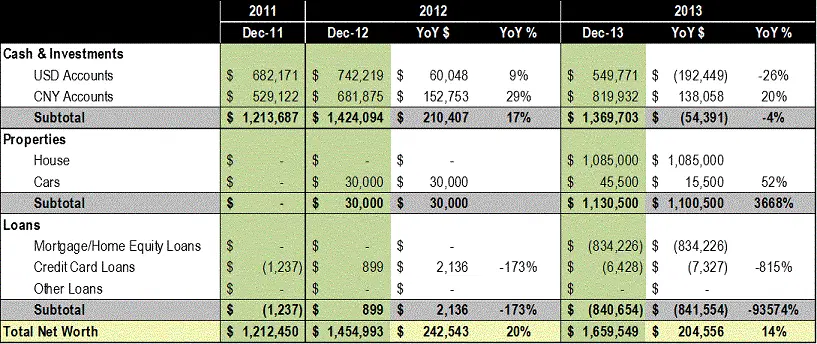 2011 2012 2013
Dec-11 Dec-12 YoY $ YoY % Dec-13 YoY $ YoY %
Cash & Investments
USD Accounts $ 682,171 $ 742,219 $ 60,048 9% $ 549,771 $ (192,449) -26%
CNY Accounts $ 529,122 $ 681,875 $ 152,753 29% $ 819,932 $ 138,058 20%
Subtotal $ 1,213,687 $ 1,424,094 $ 210,407 17% $ 1,369,703 $ (54,391) -4%
Properties
House $ - $ - $ - $ 1,085,000 $ 1,085,000
Cars $ - $ 30,000 $ 30,000 $ 45,500 $ 15,500 52%
Subtotal $ - $ 30,000 $ 30,000 $ 1,130,500 $ 1,100,500 3668%
Loans
Mortgage/Home Equity Loans $ - $ - $ - $ (834,226) $ (834,226)
Credit Card Loans $ (1,237) $ 899 $ 2,136 -173% $ (6,428) $ (7,327) -815%
Other Loans $ - $ - $ - $ - $ -
Subtotal $ (1,237) $ 899 $ 2,136 -173% $ (840,654) $ (841,554) -93574%
Total Net Worth $ 1,212,450 $ 1,454,993 $ 242,543 20% $ 1,659,549 $ 204,556 14%